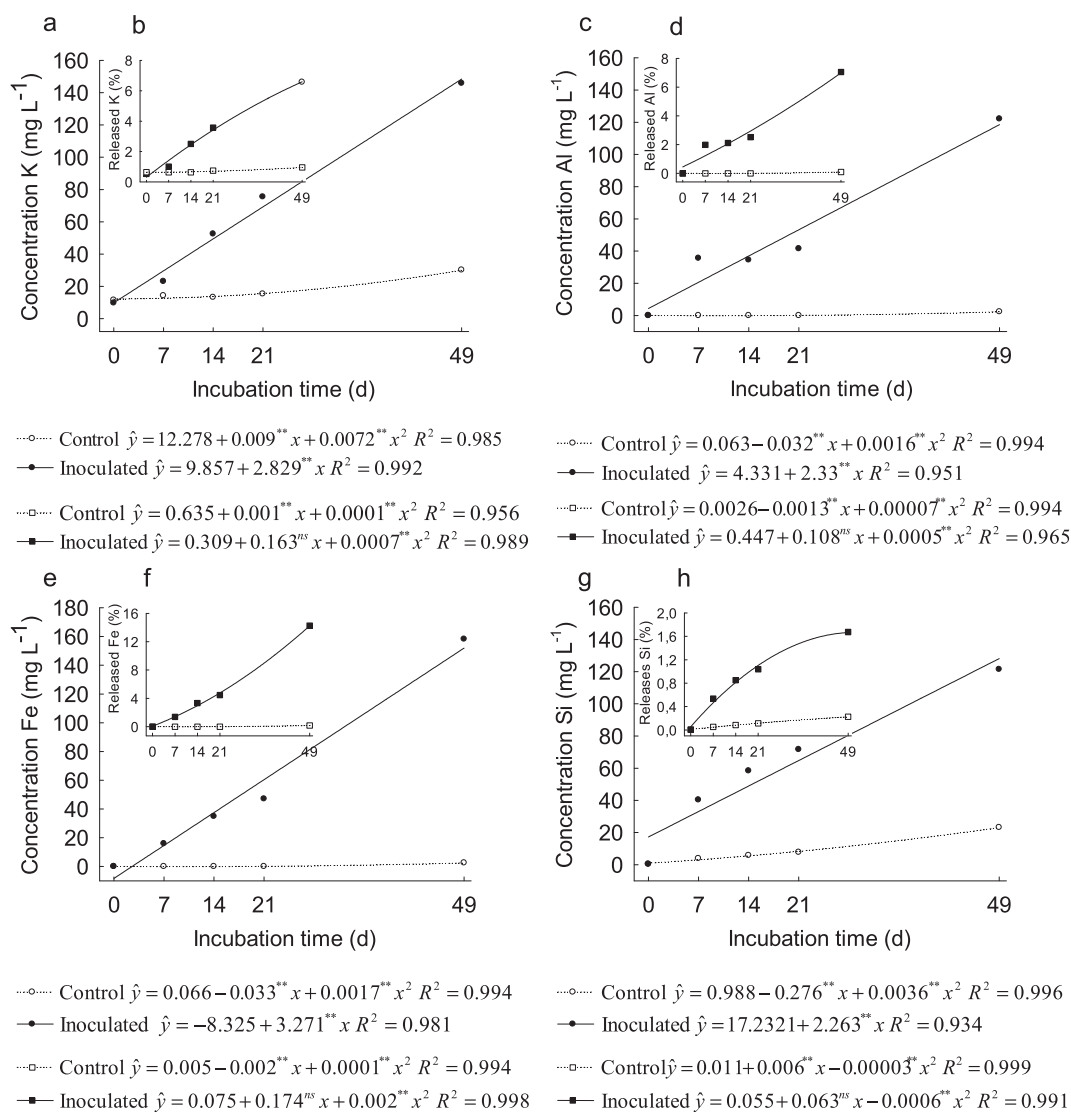 a
b
160
140
120
100
80
60
40
20
0
Concentration K (mg L⁻¹)
8
6
4
2
0
Released K (%)
0 7 14 21 49
0 7 14 21 49
Incubation time (d)
Control ŷ = 12.278 + 0.009** x + 0.0072** x² R² = 0.985
Inoculated ŷ = 9.857 + 2.829** x R² = 0.992
Control ŷ = 0.635 + 0.001** x + 0.0001** x² R² = 0.956
Inoculated ŷ = 0.309 + 0.163ⁿˢ x + 0.0007** x² R² = 0.989
c
d
160
140
120
100
80
60
40
20
0
Concentration Al (mg L⁻¹)
8
6
4
2
0
Released Al (%)
0 7 14 21 49
0 7 14 21 49
Incubation time (d)
Control ŷ = 0.063 − 0.032** x + 0.0016** x² R² = 0.994
Inoculated ŷ = 4.331 + 2.33** x R² = 0.951
Control ŷ = 0.0026 − 0.0013** x + 0.00007** x² R² = 0.994
Inoculated ŷ = 0.447 + 0.108ⁿˢ x + 0.0005** x² R² = 0.965
e
f
180
160
140
120
100
80
60
40
20
0
Concentration Fe (mg L⁻¹)
16
12
8
4
0
Released Fe (%)
0 7 14 21 49
0 7 14 21 49
Incubation time (d)
Control ŷ = 0.066 − 0.033** x + 0.0017** x² R² = 0.994
Inoculated ŷ = −8.325 + 3.271** x R² = 0.981
Control ŷ = 0.005 − 0.002** x + 0.0001** x² R² = 0.994
Inoculated ŷ = 0.075 + 0.174ⁿˢ x + 0.002** x² R² = 0.998
g
h
160
140
120
100
80
60
40
20
0
Concentration Si (mg L⁻¹)
2,0
1,6
1,2
0,8
0,4
0,0
Releases Si (%)
0 7 14 21 49
0 7 14 21 49
Incubation time (d)
Control ŷ = 0.988 − 0.276** x + 0.0036** x² R² = 0.996
Inoculated ŷ = 17.2321 + 2.263** x R² = 0.934
Control ŷ = 0.011 + 0.006** x − 0.00003** x² R² = 0.999
Inoculated ŷ = 0.055 + 0.063ⁿˢ x − 0.0006** x² R² = 0.991